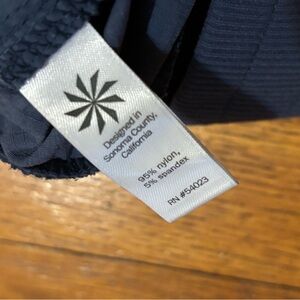 Designed in
Sonoma County,
California
95% nylon,
5% spandex
RN #54023